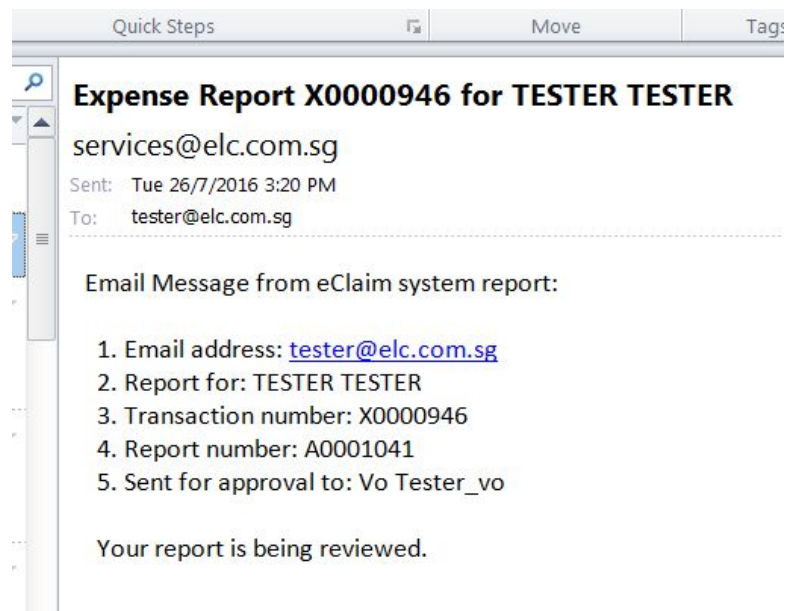 Quick Steps Move Tags
Expense Report X0000946 for TESTER TESTER
services@elc.com.sg
Sent: Tue 26/7/2016 3:20 PM
To: tester@elc.com.sg
Email Message from eClaim system report:
1. Email address: tester@elc.com.sg
2. Report for: TESTER TESTER
3. Transaction number: X0000946
4. Report number: A0001041
5. Sent for approval to: Vo Tester_vo
Your report is being reviewed.